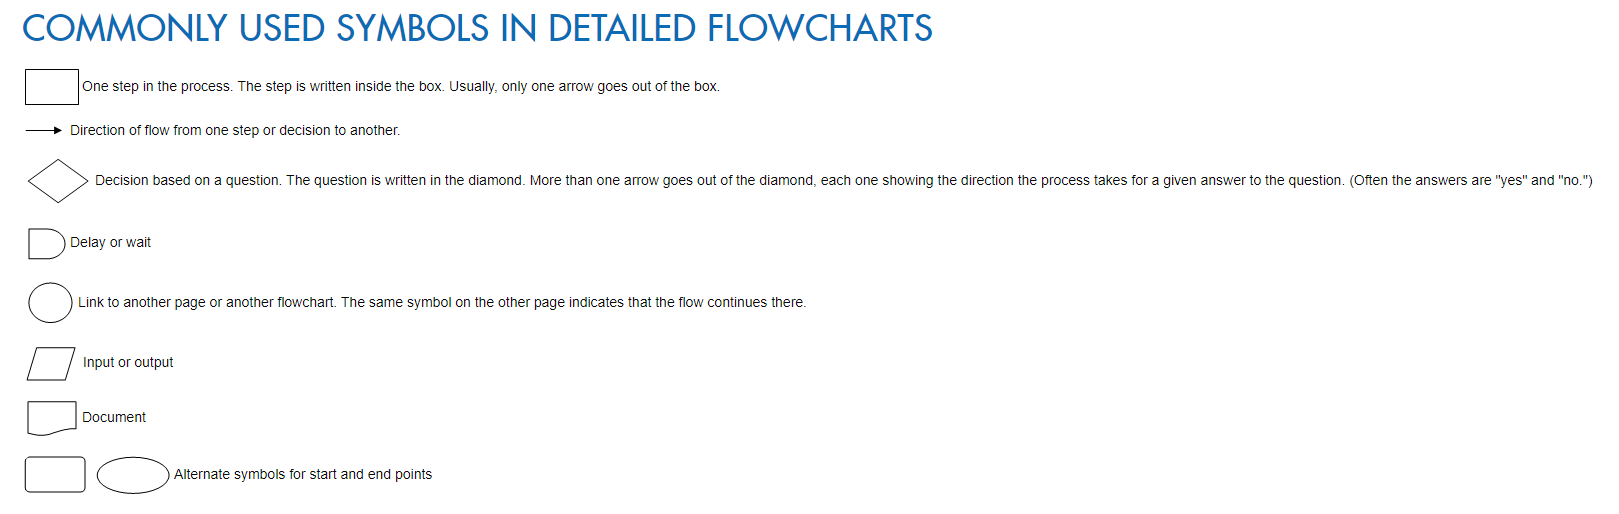 COMMONLY USED SYMBOLS IN DETAILED FLOWCHARTS
One step in the process. The step is written inside the box. Usually, only one arrow goes out of the box.
Direction of flow from one step or decision to another.
Decision based on a question. The question is written in the diamond. More than one arrow goes out of the diamond, each one showing the direction the process takes for a given answer to the question. (Often the answers are "yes" and "no.")
Delay or wait
Link to another page or another flowchart. The same symbol on the other page indicates that the flow continues there.
Input or output
Document
Alternate symbols for start and end points